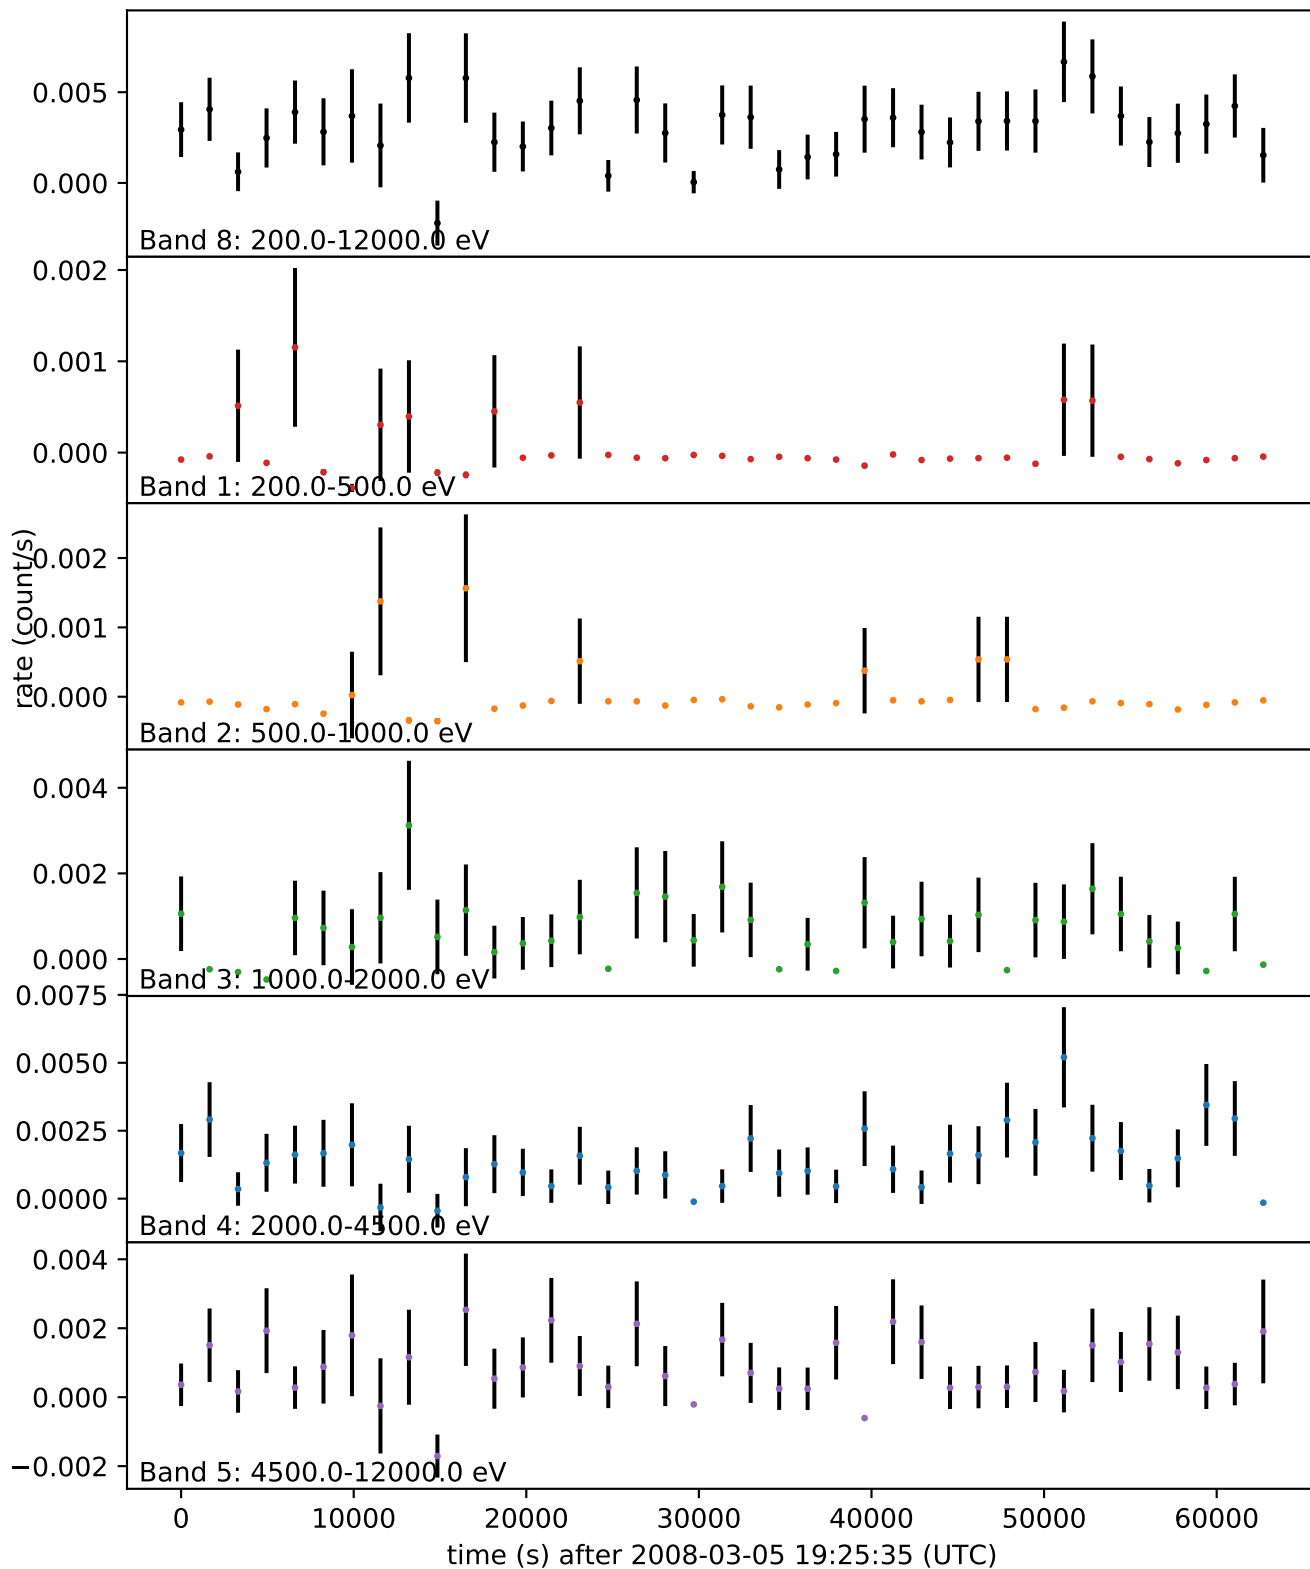 0.005
0.000
Band 8: 200.0-12000.0 eV
0.002
0.001
0.000
Band 1: 200.0-500.0 eV
rate (count/s)
0.002
0.001
0.000
Band 2: 500.0-1000.0 eV
0.004
0.002
0.000
Band 3: 1000.0-2000.0 eV
0.0075
0.0050
0.0025
0.0000
Band 4: 2000.0-4500.0 eV
0.004
0.002
0.000
−0.002
Band 5: 4500.0-12000.0 eV
0 10000 20000 30000 40000 50000 60000
time (s) after 2008-03-05 19:25:35 (UTC)